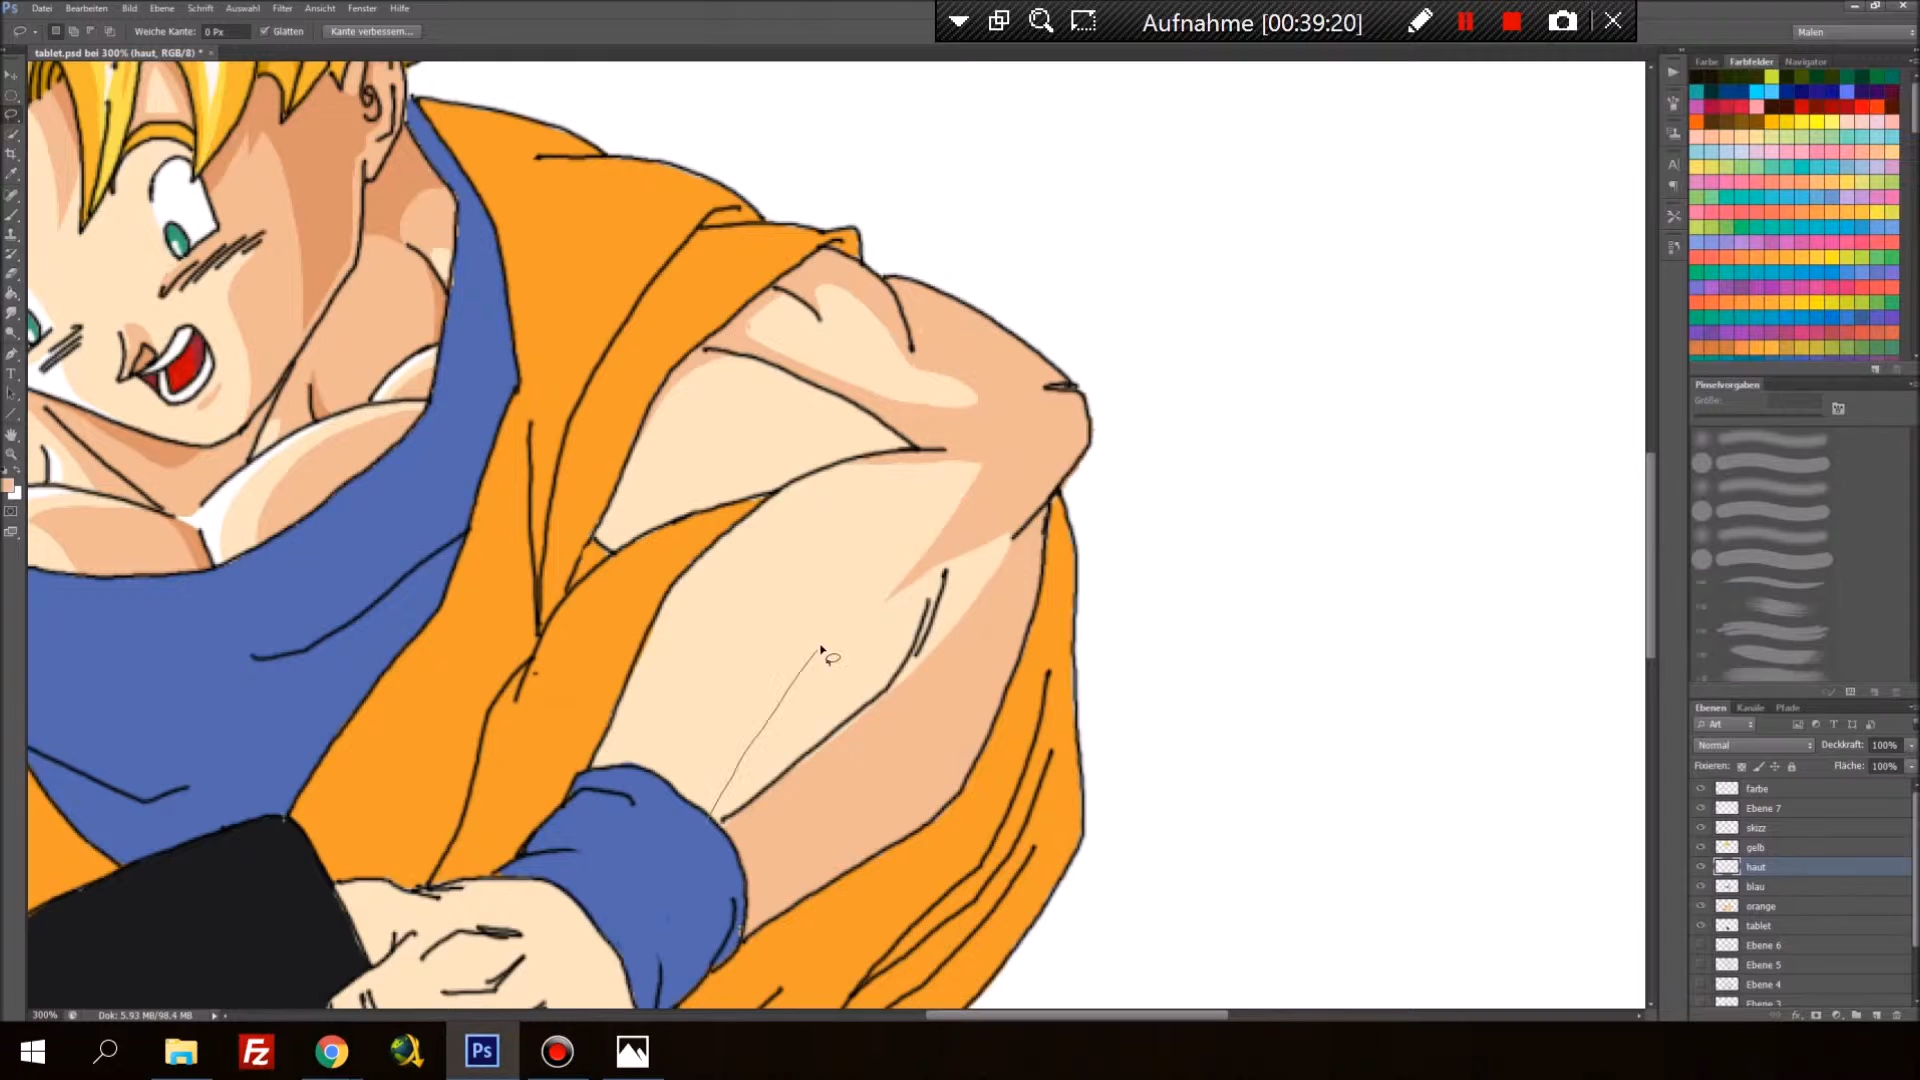 Ps Datei Bearbeiten Bild Ebene Schrift Auswahl Filter Ansicht Fenster Hilfe
Aufnahme [00:39:20]
Weiche Kante: 0 Px Glätten Kante verbessern...
Malen
tablet.psd bei 300% (haut, RGB/8) * ×
Farbe Farbfelder Navigator
Pinselvorgaben
Größe:
Ebenen Kanäle Pfade
Art
Normal Deckkraft: 100%
Fixieren: Fläche: 100%
farbe
Ebene 7
skizz
gelb
haut
blau
orange
tablet
Ebene 6
Ebene 5
Ebene 4
Ebene 3
300% Dok: 5.93 MB/98.4 MB
Fz
Ps